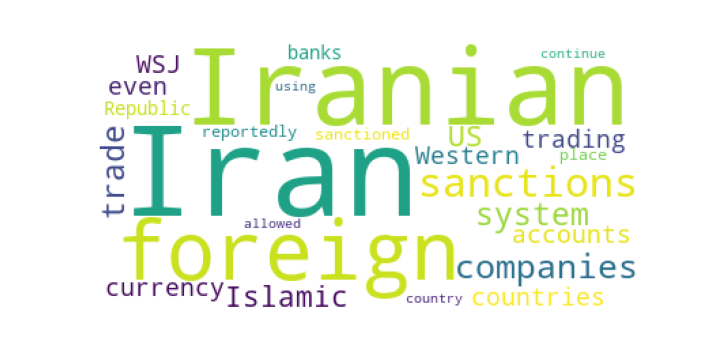 banks
continue
WSJ
Iranian
even
using
Republic
reportedly
sanctioned
US
trading
trade
Iran
Western
place
sanctions
system
allowed
foreign
accounts
companies
currency
Islamic
country
countries